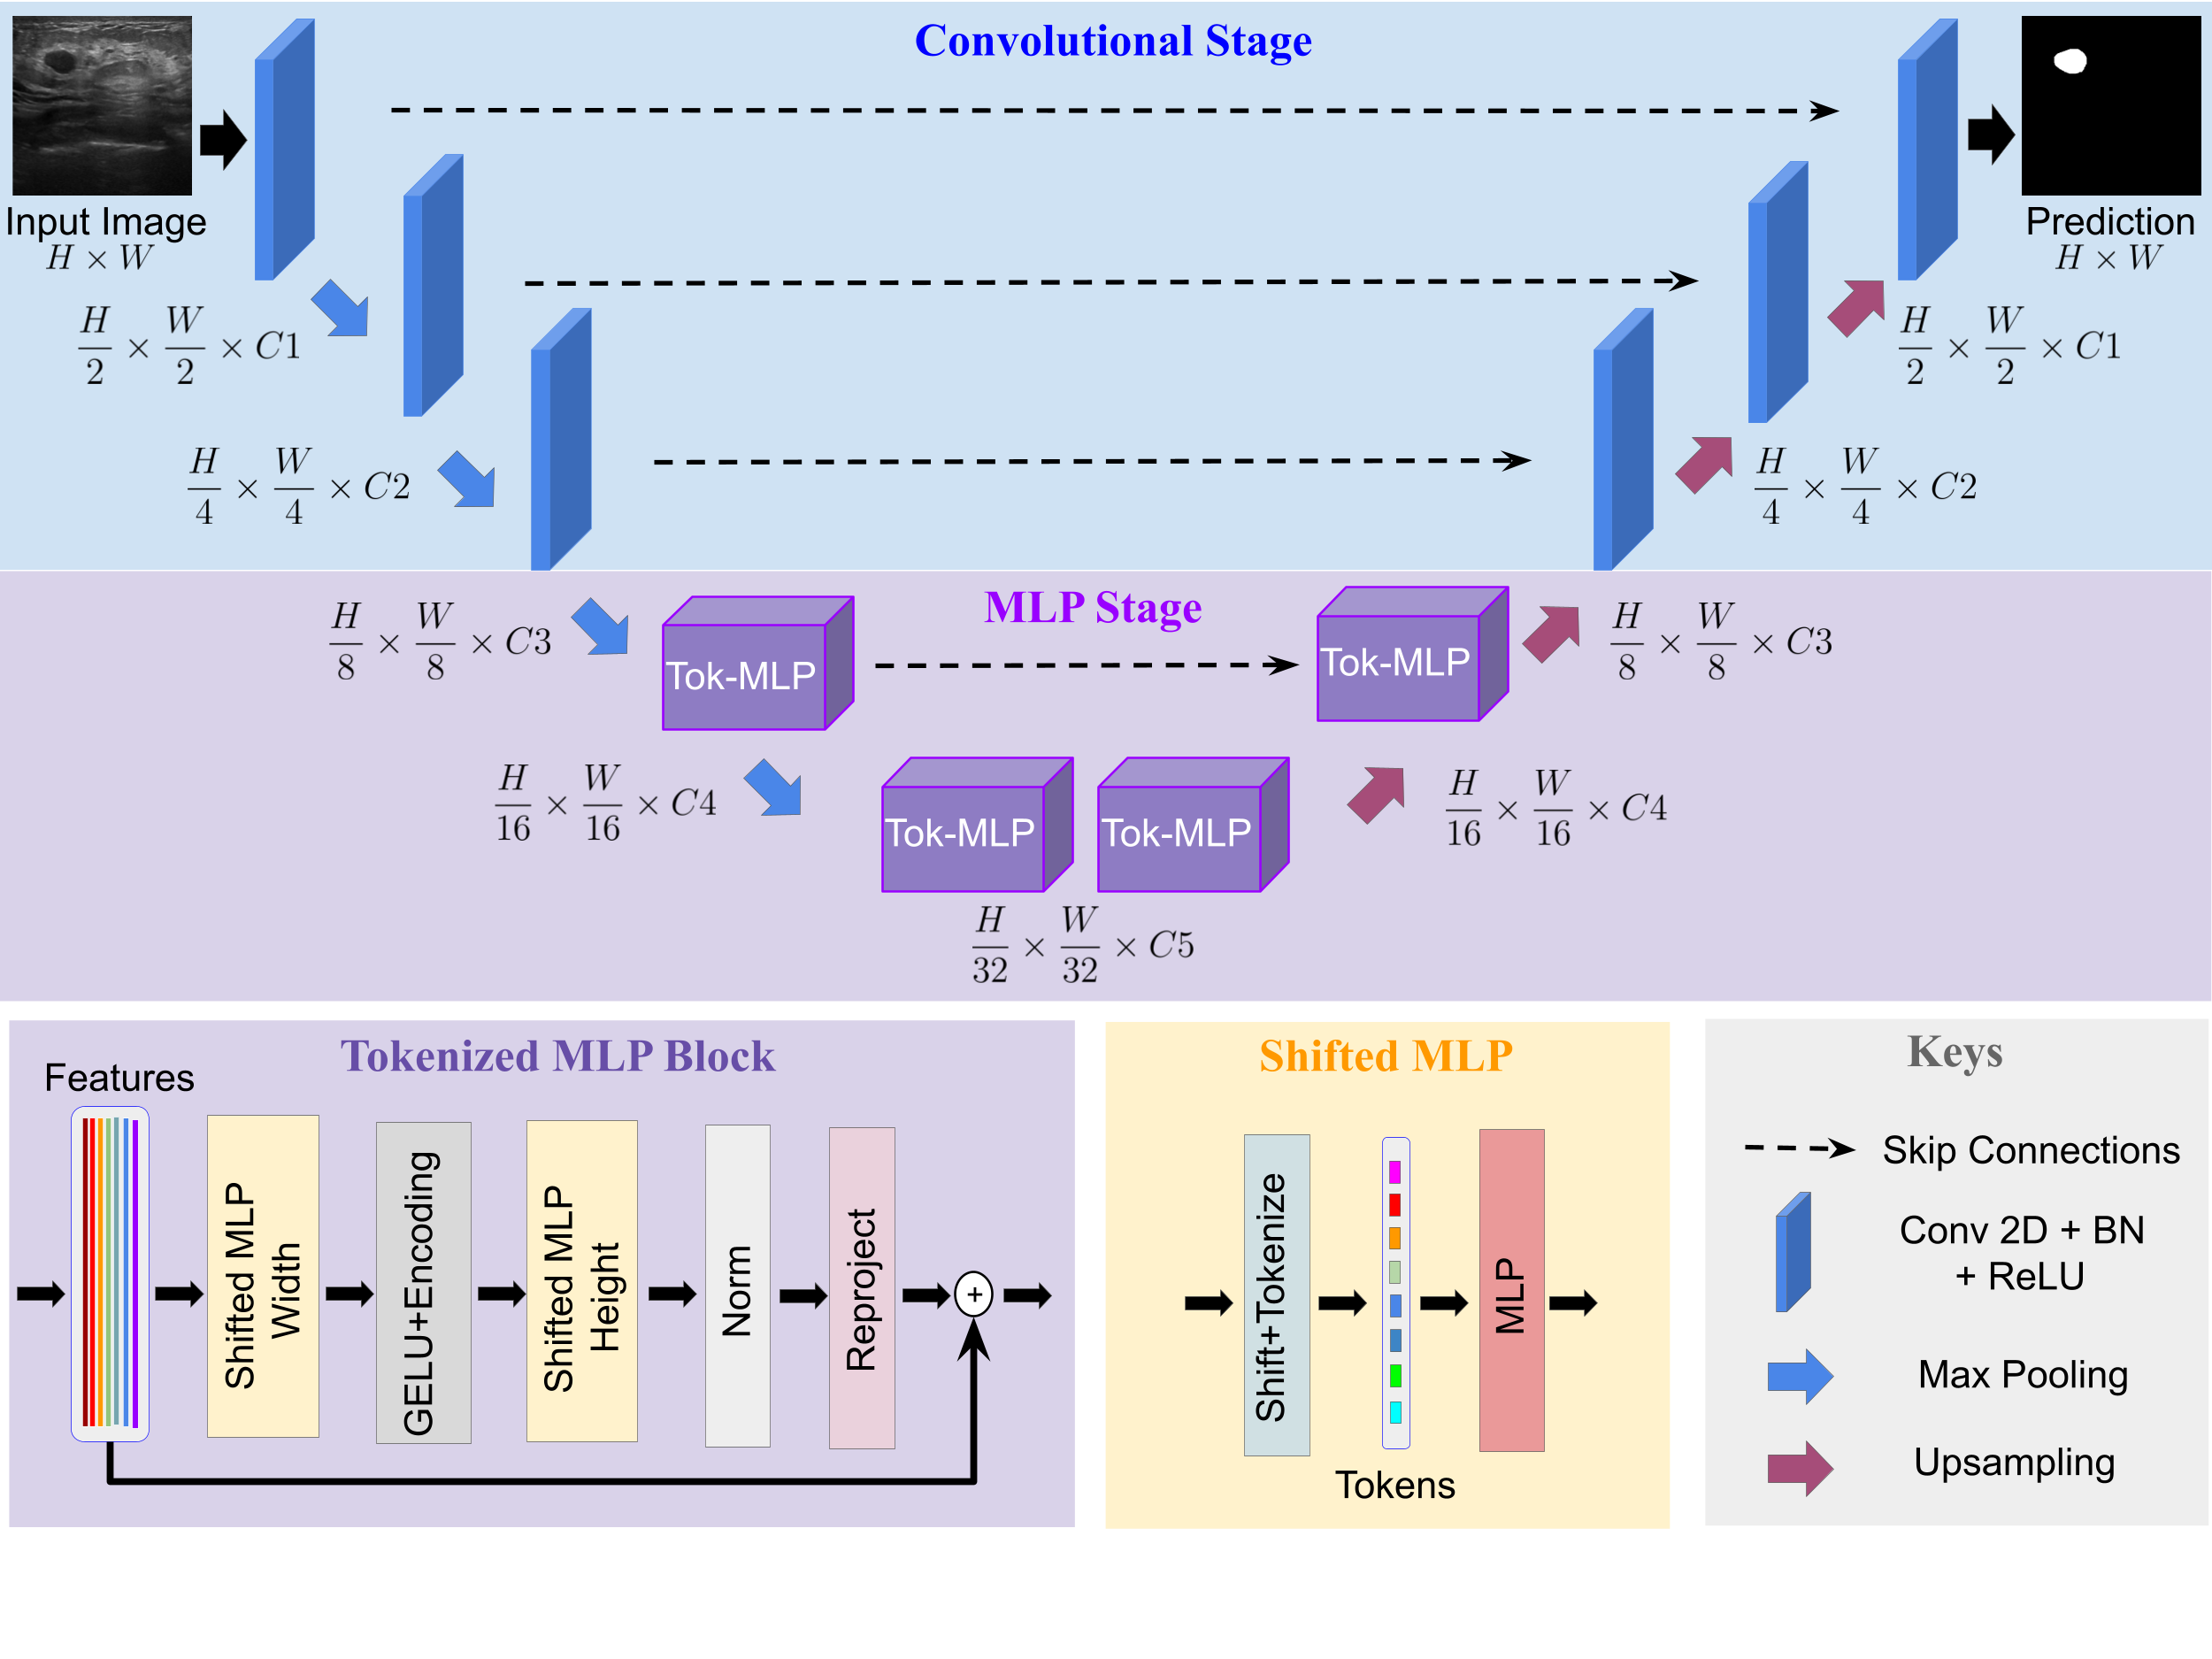 Convolutional Stage
Input Image
H × W
Prediction
H × W
H/2 × W/2 × C1
H/2 × W/2 × C1
H/4 × W/4 × C2
H/4 × W/4 × C2
MLP Stage
H/8 × W/8 × C3
Tok-MLP
Tok-MLP
H/8 × W/8 × C3
H/16 × W/16 × C4
Tok-MLP
Tok-MLP
H/16 × W/16 × C4
H/32 × W/32 × C5
Tokenized MLP Block
Features
Shifted MLP
Width
GELU+Encoding
Shifted MLP
Height
Norm
Reproject
+
Shifted MLP
Shift+Tokenize
MLP
Tokens
Keys
Skip Connections
Conv 2D + BN
+ ReLU
Max Pooling
Upsampling